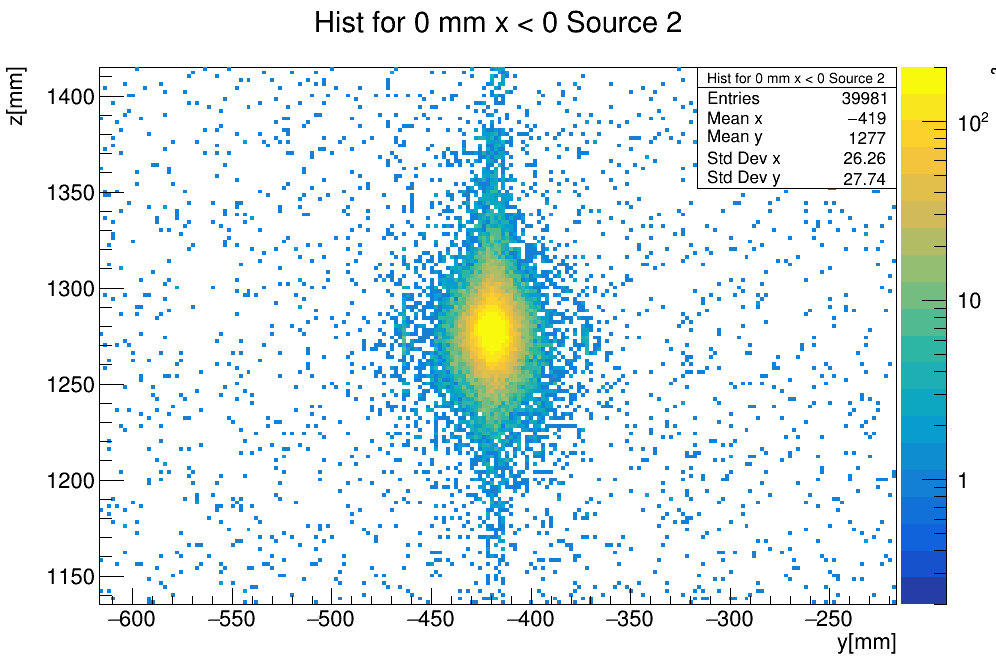 Hist for 0 mm x < 0 Source 2
z[mm]
1400
1350
1300
1250
1200
1150
−600 −550 −500 −450 −400 −350 −300 −250
y[mm]
Hist for 0 mm x < 0 Source 2
Entries 39981
Mean x −419
Mean y 1277
Std Dev x 26.26
Std Dev y 27.74
10²
10
1